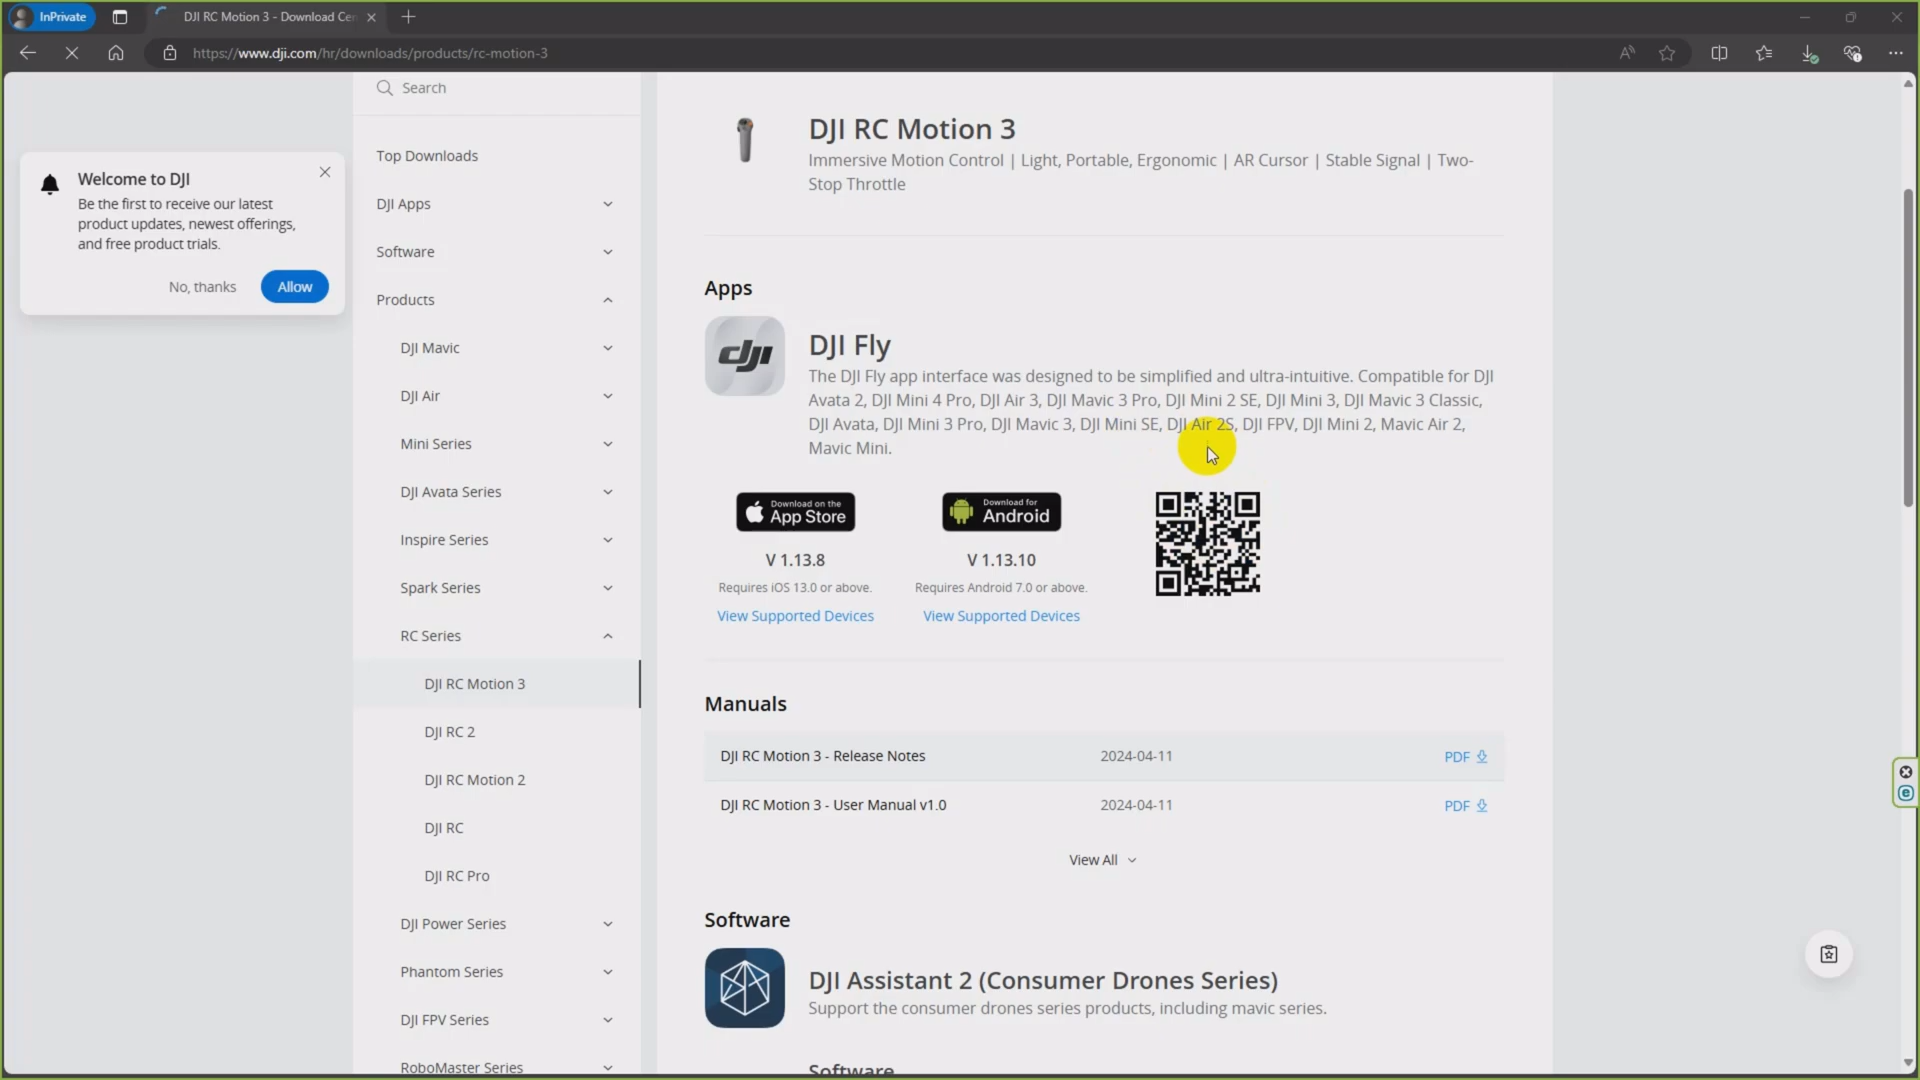 InPrivate
DJI RC Motion 3 - Download Cen
https://www.dji.com/hr/downloads/products/rc-motion-3
Search
Top Downloads
DJI Apps
Software
Products
DJI Mavic
DJI Air
Mini Series
DJI Avata Series
Inspire Series
Spark Series
RC Series
DJI RC Motion 3
DJI RC 2
DJI RC Motion 2
DJI RC
DJI RC Pro
DJI Power Series
Phantom Series
DJI FPV Series
RoboMaster Series
Welcome to DJI
Be the first to receive our latest
product updates, newest offerings,
and free product trials.
No, thanks
Allow
DJI RC Motion 3
Immersive Motion Control | Light, Portable, Ergonomic | AR Cursor | Stable Signal | Two-
Stop Throttle
Apps
dji
DJI Fly
The DJI Fly app interface was designed to be simplified and ultra-intuitive. Compatible for DJI
Avata 2, DJI Mini 4 Pro, DJI Air 3, DJI Mavic 3 Pro, DJI Mini 2 SE, DJI Mini 3, DJI Mavic 3 Classic,
DJI Avata, DJI Mini 3 Pro, DJI Mavic 3, DJI Mini SE, DJI Air 2S, DJI FPV, DJI Mini 2, Mavic Air 2,
Mavic Mini.
Download on the
App Store
V 1.13.8
Requires iOS 13.0 or above.
View Supported Devices
Download for
Android
V 1.13.10
Requires Android 7.0 or above.
View Supported Devices
Manuals
DJI RC Motion 3 - Release Notes 2024-04-11 PDF
DJI RC Motion 3 - User Manual v1.0 2024-04-11 PDF
View All
Software
DJI Assistant 2 (Consumer Drones Series)
Support the consumer drones series products, including mavic series.
Software